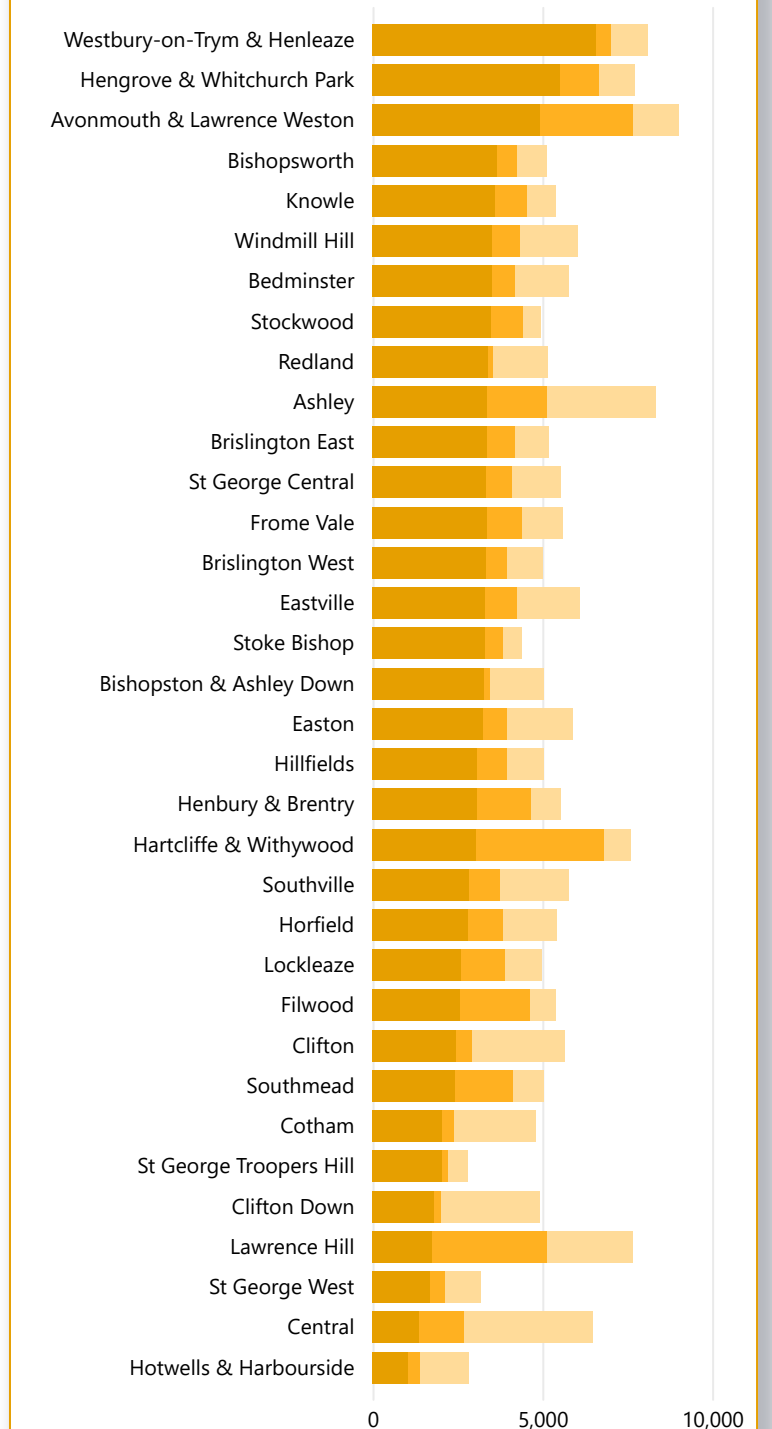 Westbury-on-Trym & Henleaze
Hengrove & Whitchurch Park
Avonmouth & Lawrence Weston
Bishopsworth
Knowle
Windmill Hill
Bedminster
Stockwood
Redland
Ashley
Brislington East
St George Central
Frome Vale
Brislington West
Eastville
Stoke Bishop
Bishopston & Ashley Down
Easton
Hillfields
Henbury & Brentry
Hartcliffe & Withywood
Southville
Horfield
Lockleaze
Filwood
Clifton
Southmead
Cotham
St George Troopers Hill
Clifton Down
Lawrence Hill
St George West
Central
Hotwells & Harbourside
0 5,000 10,000